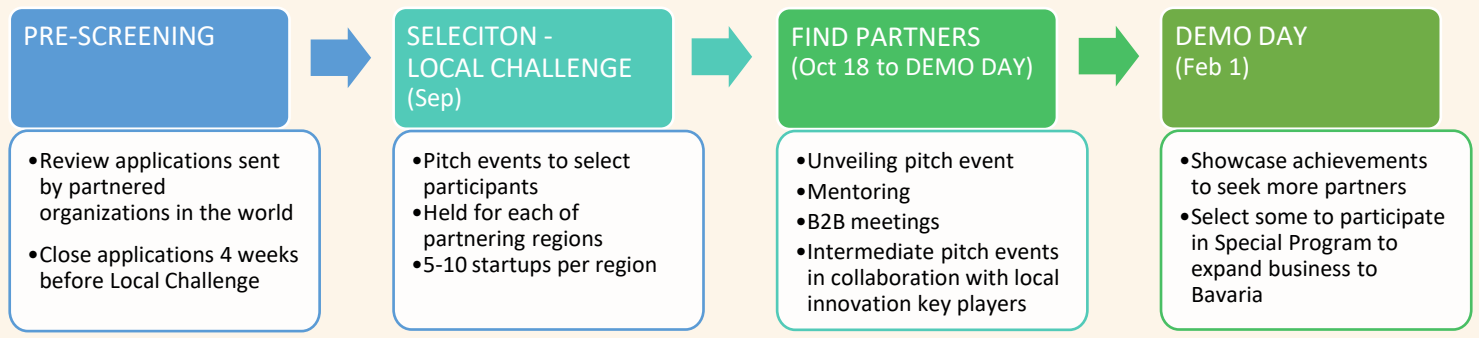 PRE-SCREENING
•Review applications sent
by partnered
organizations in the world
•Close applications 4 weeks
before Local Challenge
SELECITON -
LOCAL CHALLENGE
(Sep)
•Pitch events to select
participants
•Held for each of
partnering regions
•5-10 startups per region
FIND PARTNERS
(Oct 18 to DEMO DAY)
•Unveiling pitch event
•Mentoring
•B2B meetings
•Intermediate pitch events
in collaboration with local
innovation key players
DEMO DAY
(Feb 1)
•Showcase achievements
to seek more partners
•Select some to participate
in Special Program to
expand business to
Bavaria